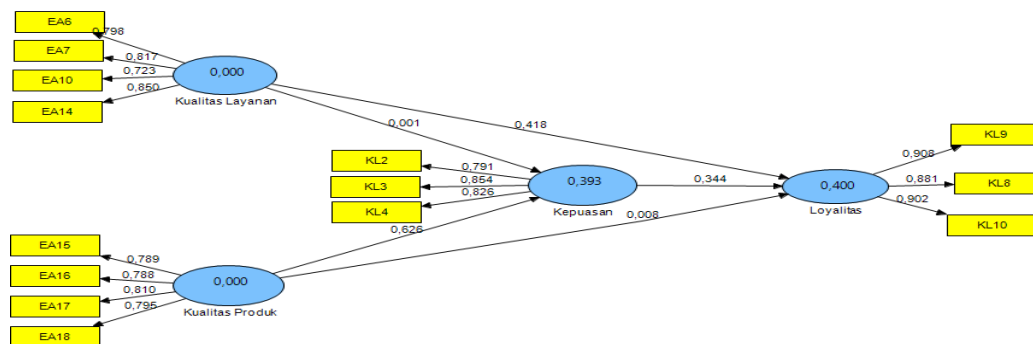 EA6
0,798
EA7
0,817
EA10
0,723
EA14
0,850
0,000
Kualitas Layanan
0,001
0,418
KL2
0,791
KL3
0,854
KL4
0,826
0,393
Kepuasan
0,344
0,400
Loyalitas
KL9
0,908
KL8
0,881
KL10
0,902
0,626
0,008
EA15
0,789
EA16
0,788
EA17
0,810
EA18
0,795
0,000
Kualitas Produk